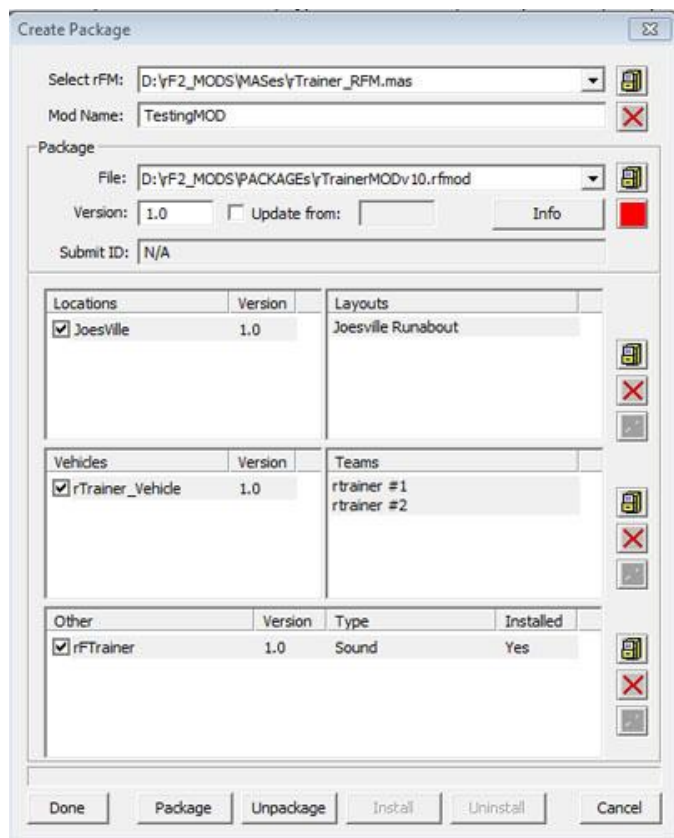 Create Package
Select rFM: D:\rF2_MODS\MASes\rTrainer_RFM.mas
Mod Name: TestingMOD
Package
File: D:\rF2_MODS\PACKAGEs\rTrainerMODv10.rfmod
Version: 1.0 Update from: Info
Submit ID: N/A
Locations Version Layouts
JoesVille 1.0 Joesville Runabout
Vehicles Version Teams
rTrainer_Vehicle 1.0 rtrainer #1
rtrainer #2
Other Version Type Installed
rFTrainer 1.0 Sound Yes
Done Package Unpackage Install Uninstall Cancel